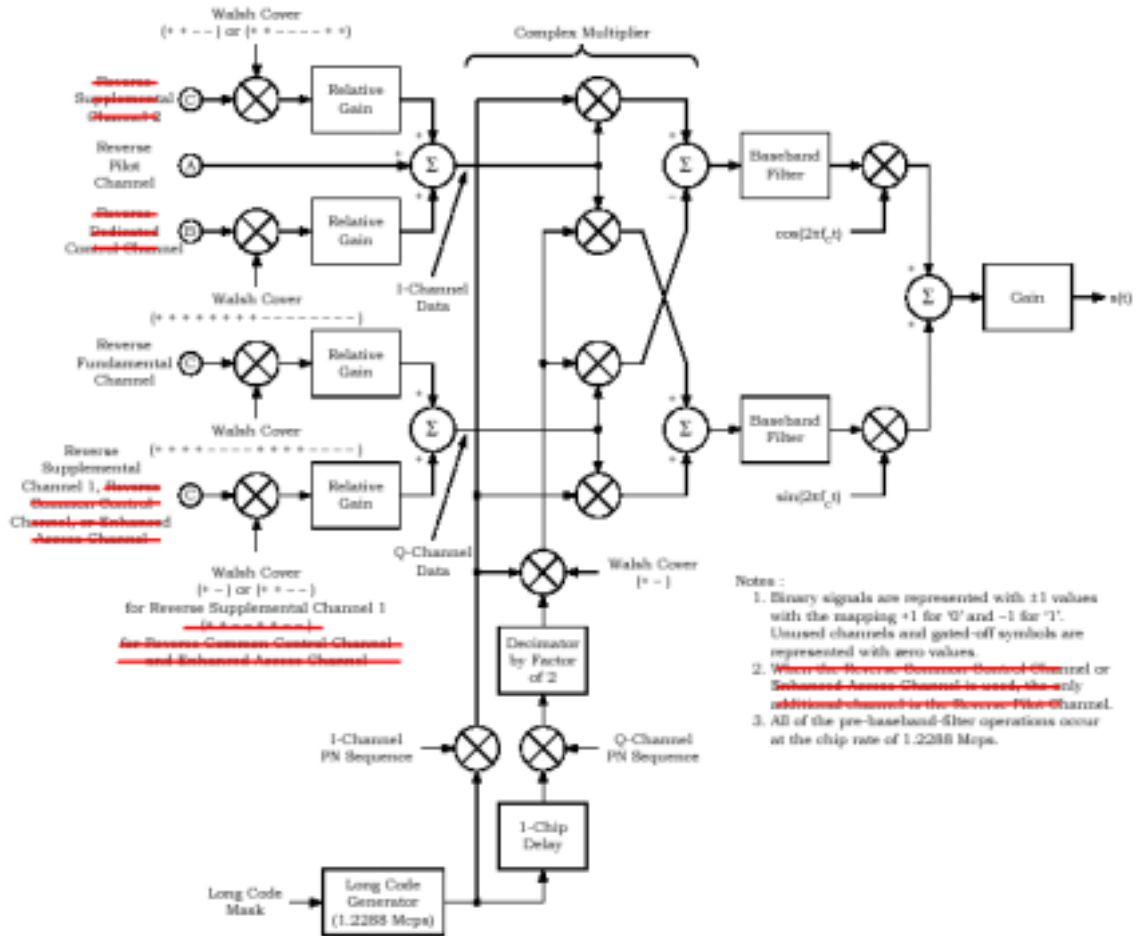 Walsh Cover
(+ + − −) or (+ + − − − − + +)
Complex Multiplier
Reverse
Supplemental
Channel 2
C
Relative
Gain
Reverse
Pilot
Channel
A
Σ
Σ
Baseband
Filter
Reverse
Dedicated
Control Channel
B
Relative
Gain
cos(2πfCt)
Walsh Cover
(+ + + + + + + + − − − − − − − −)
I-Channel
Data
Σ
Gain
s(t)
Reverse
Fundamental
Channel
C
Relative
Gain
Walsh Cover
(+ + + + − − − − + + + + − − − −)
Σ
Σ
Baseband
Filter
Reverse
Supplemental
Channel 1, Reverse
Common Control
Channel, or Enhanced
Access Channel
C
Relative
Gain
sin(2πfCt)
Walsh Cover
(+ −) or (+ + − −)
for Reverse Supplemental Channel 1
for Reverse Common Control Channel
and Enhanced Access Channel
Q-Channel
Data
Walsh Cover
(+ −)
Decimator
by Factor
of 2
Notes :
1. Binary signals are represented with ±1 values
with the mapping +1 for '0' and −1 for '1'.
Unused channels and gated-off symbols are
represented with zero values.
2. When the Reverse Common Control Channel or
Enhanced Access Channel is used, the only
additional channel is the Reverse Pilot Channel.
3. All of the pre-baseband-filter operations occur
at the chip rate of 1.2288 Mcps.
I-Channel
PN Sequence
Q-Channel
PN Sequence
1-Chip
Delay
Long Code
Mask
Long Code
Generator
(1.2288 Mcps)